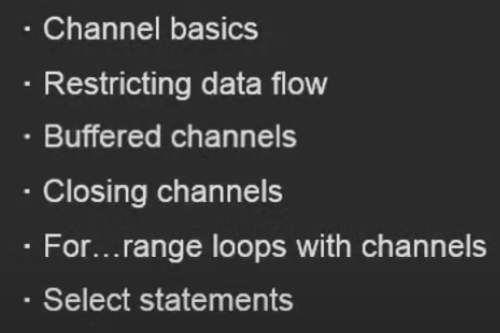 · Channel basics
· Restricting data flow
· Buffered channels
· Closing channels
· For...range loops with channels
· Select statements